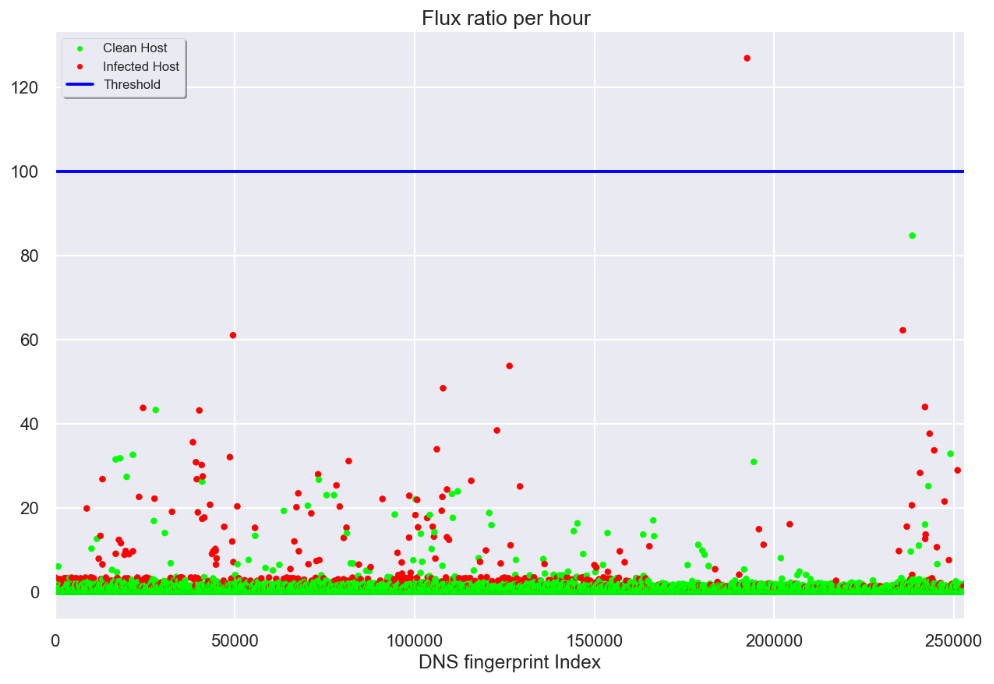 Flux ratio per hour
Clean Host
Infected Host
Threshold
120
100
80
60
40
20
0
0 50000 100000 150000 200000 250000
DNS fingerprint Index